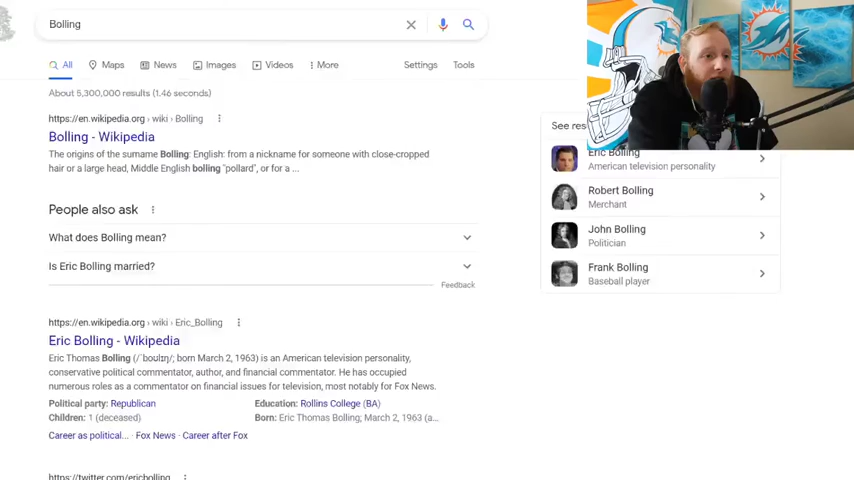 Bolling
All
Maps
News
Images
Videos
More
Settings
Tools
About 5,300,000 results (1.46 seconds)
https://en.wikipedia.org › wiki › Bolling
Bolling - Wikipedia
The origins of the surname Bolling: English: from a nickname for someone with close-cropped
hair or a large head, Middle English bolling "pollard", or for a ...
People also ask
What does Bolling mean?
Is Eric Bolling married?
Feedback
https://en.wikipedia.org › wiki › Eric_Bolling
Eric Bolling - Wikipedia
Eric Thomas Bolling (/ˈboʊlɪŋ/; born March 2, 1963) is an American television personality,
conservative political commentator, author, and financial commentator. He has occupied
numerous roles as a commentator on financial issues for television, most notably for Fox News.
Political party: Republican
Education: Rollins College (BA)
Children: 1 (deceased)
Born: Eric Thomas Bolling; March 2, 1963 (a...
Career as political... · Fox News · Career after Fox
https://twitter.com/ericbolling
See res
Eric Bolling
American television personality
Robert Bolling
Merchant
John Bolling
Politician
Frank Bolling
Baseball player